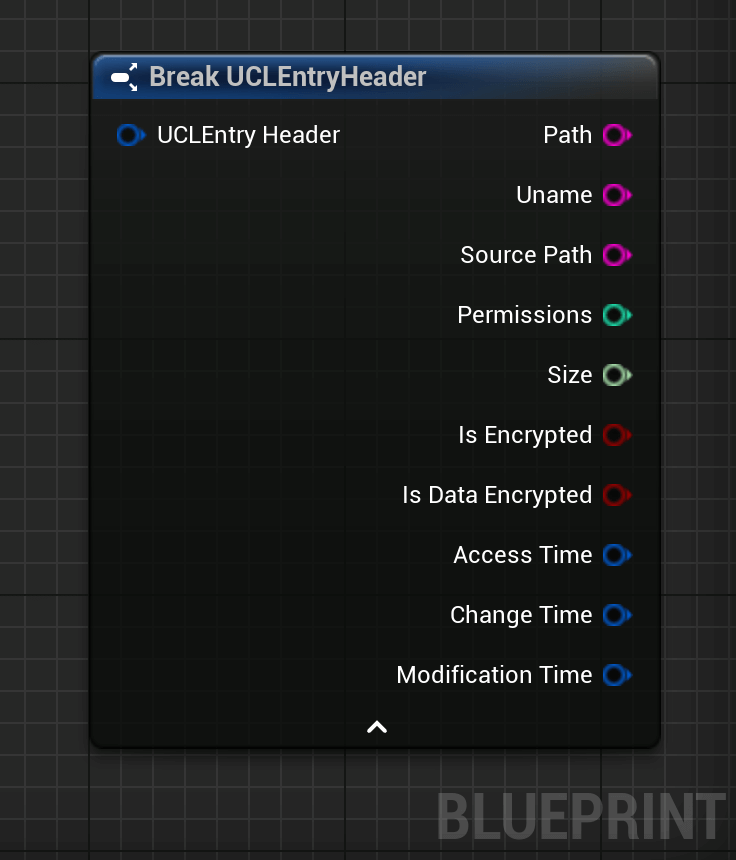 Break UCLEntryHeader
UCLEntry Header
Path
Uname
Source Path
Permissions
Size
Is Encrypted
Is Data Encrypted
Access Time
Change Time
Modification Time
BLUEPRINT